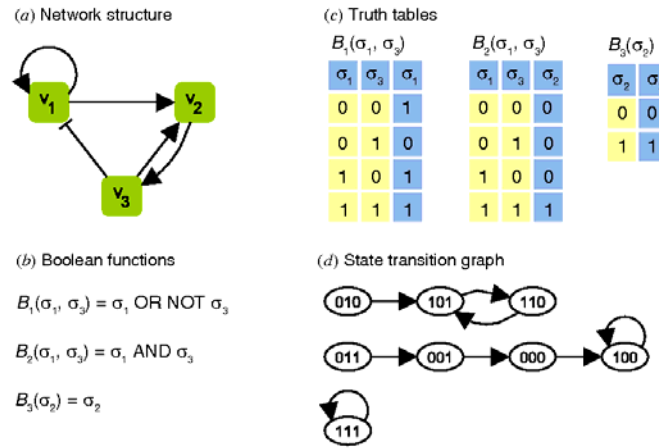 (a) Network structure
v1
v2
v3
(b) Boolean functions
B1(σ1, σ3) = σ1 OR NOT σ3
B2(σ1, σ3) = σ1 AND σ3
B3(σ2) = σ2
(c) Truth tables
B1(σ1, σ3)
σ1 σ3 σ1
0 0 1
0 1 0
1 0 1
1 1 1
B2(σ1, σ3)
σ1 σ3 σ2
0 0 0
0 1 0
1 0 0
1 1 1
B3(σ2)
σ2 σ
0 0
1 1
(d) State transition graph
010 101 110
011 001 000 100
111